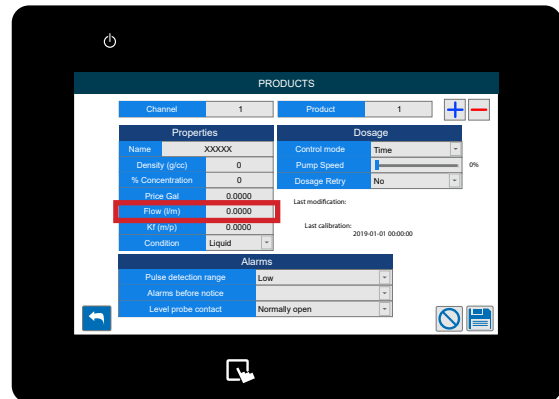 PRODUCTS
Channel 1 Product 1
Properties
Name XXXXX
Density (g/cc) 0
% Concentration 0
Price Gal 0.0000
Flow (l/m) 0.0000
Kf (m/p) 0.0000
Condition Liquid
Dosage
Control mode Time
Pump Speed 0%
Dosage Retry No
Last modification:
Last calibration:
2019-01-01 00:00:00
Alarms
Pulse detection range Low
Alarms before notice
Level probe contact Normally open